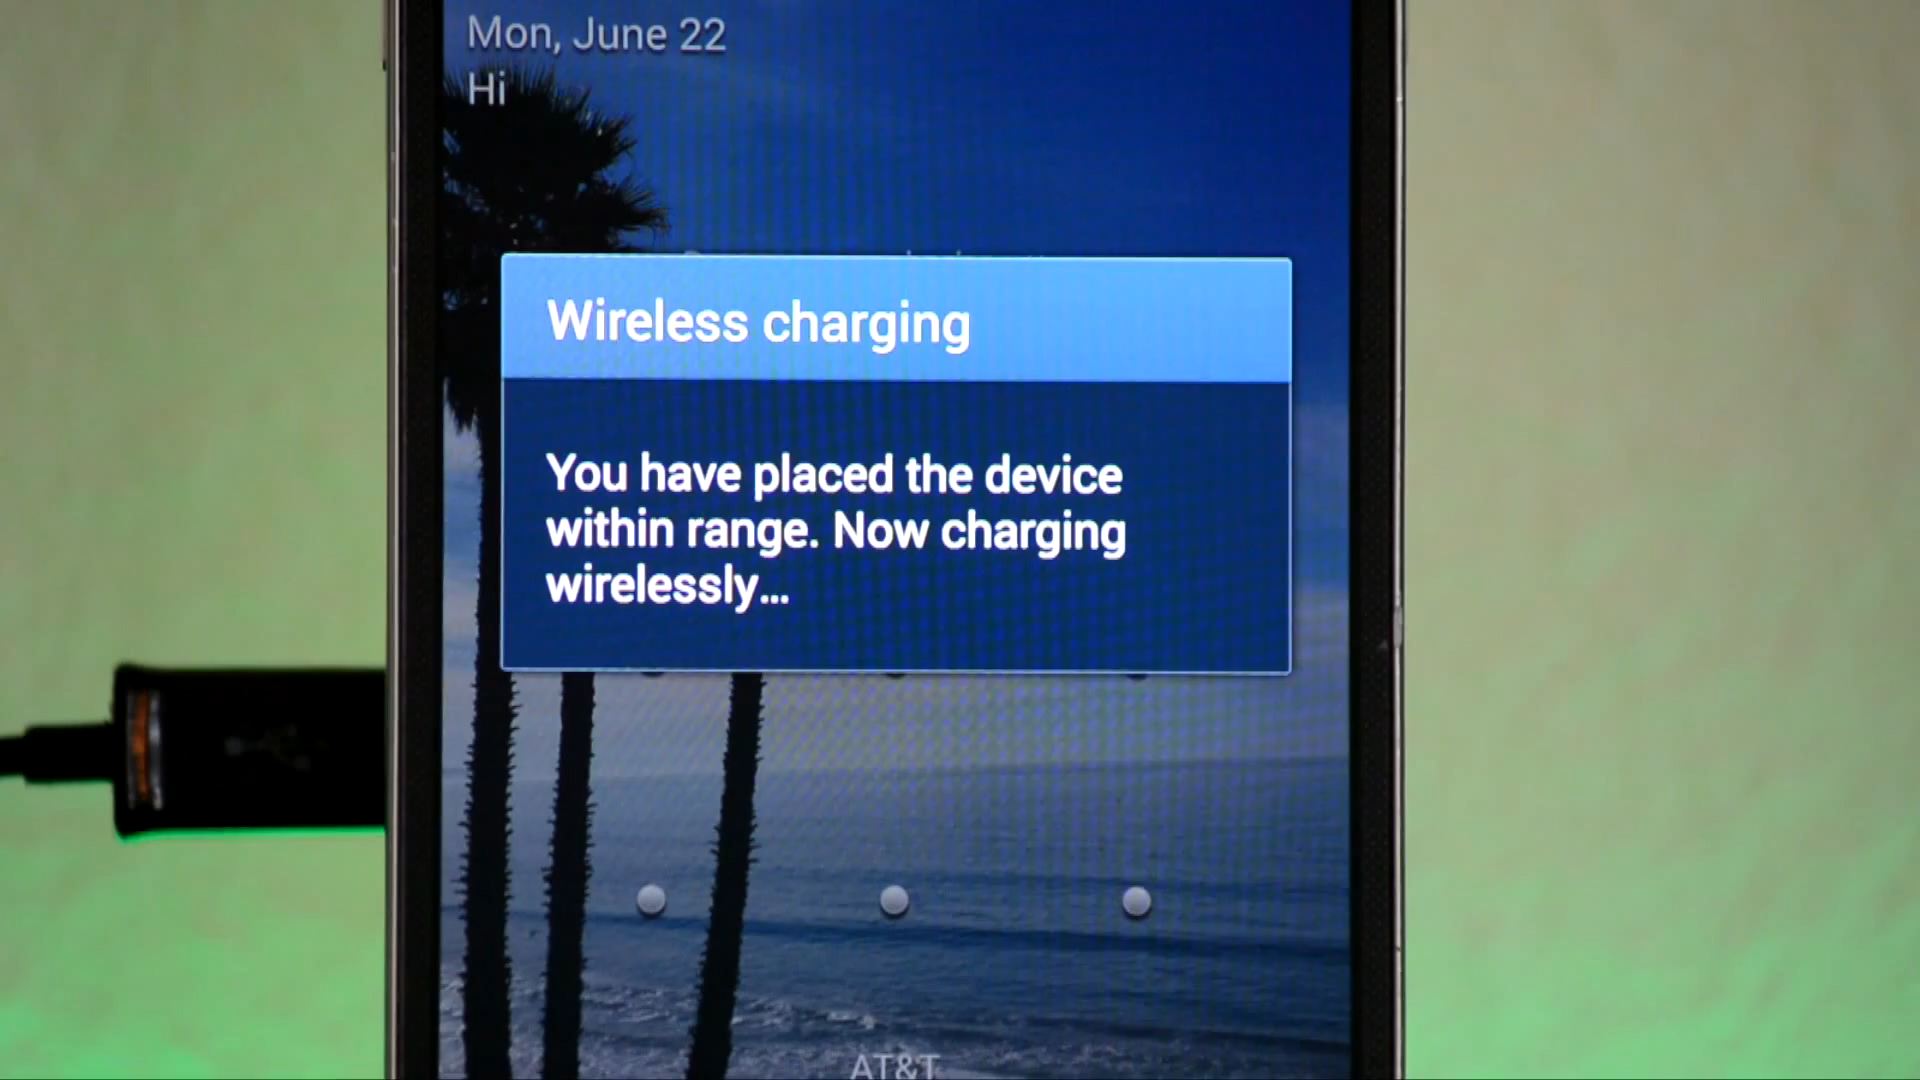 Mon, June 22
Hi
Wireless charging
You have placed the device
within range. Now charging
wirelessly...
AT&T